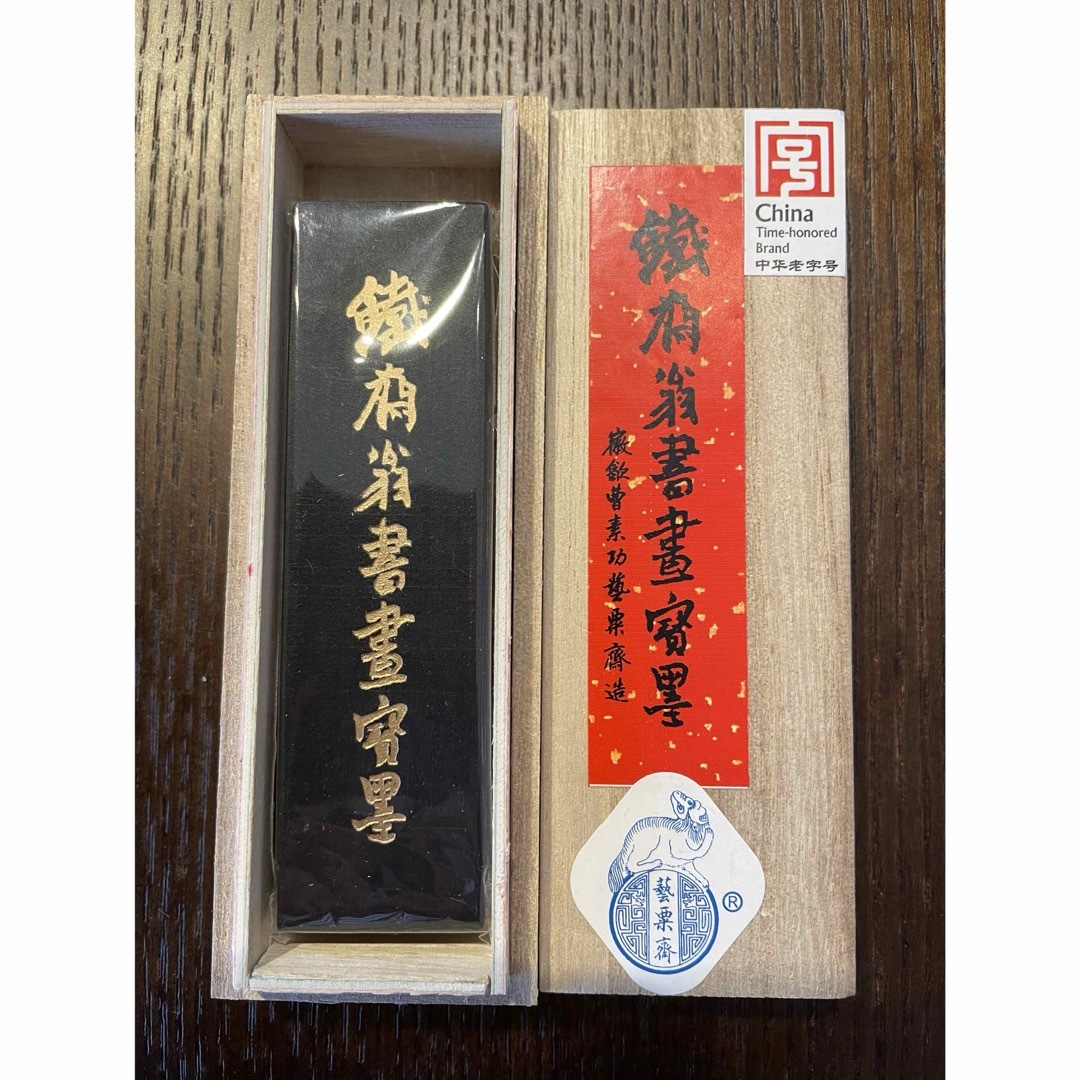 鐵齋翁書畫寶墨
鐵齋翁書畫寶墨
徽歙曹素功藝粟齋造
China
Time-honored
Brand
中华老字号
藝粟齋
®